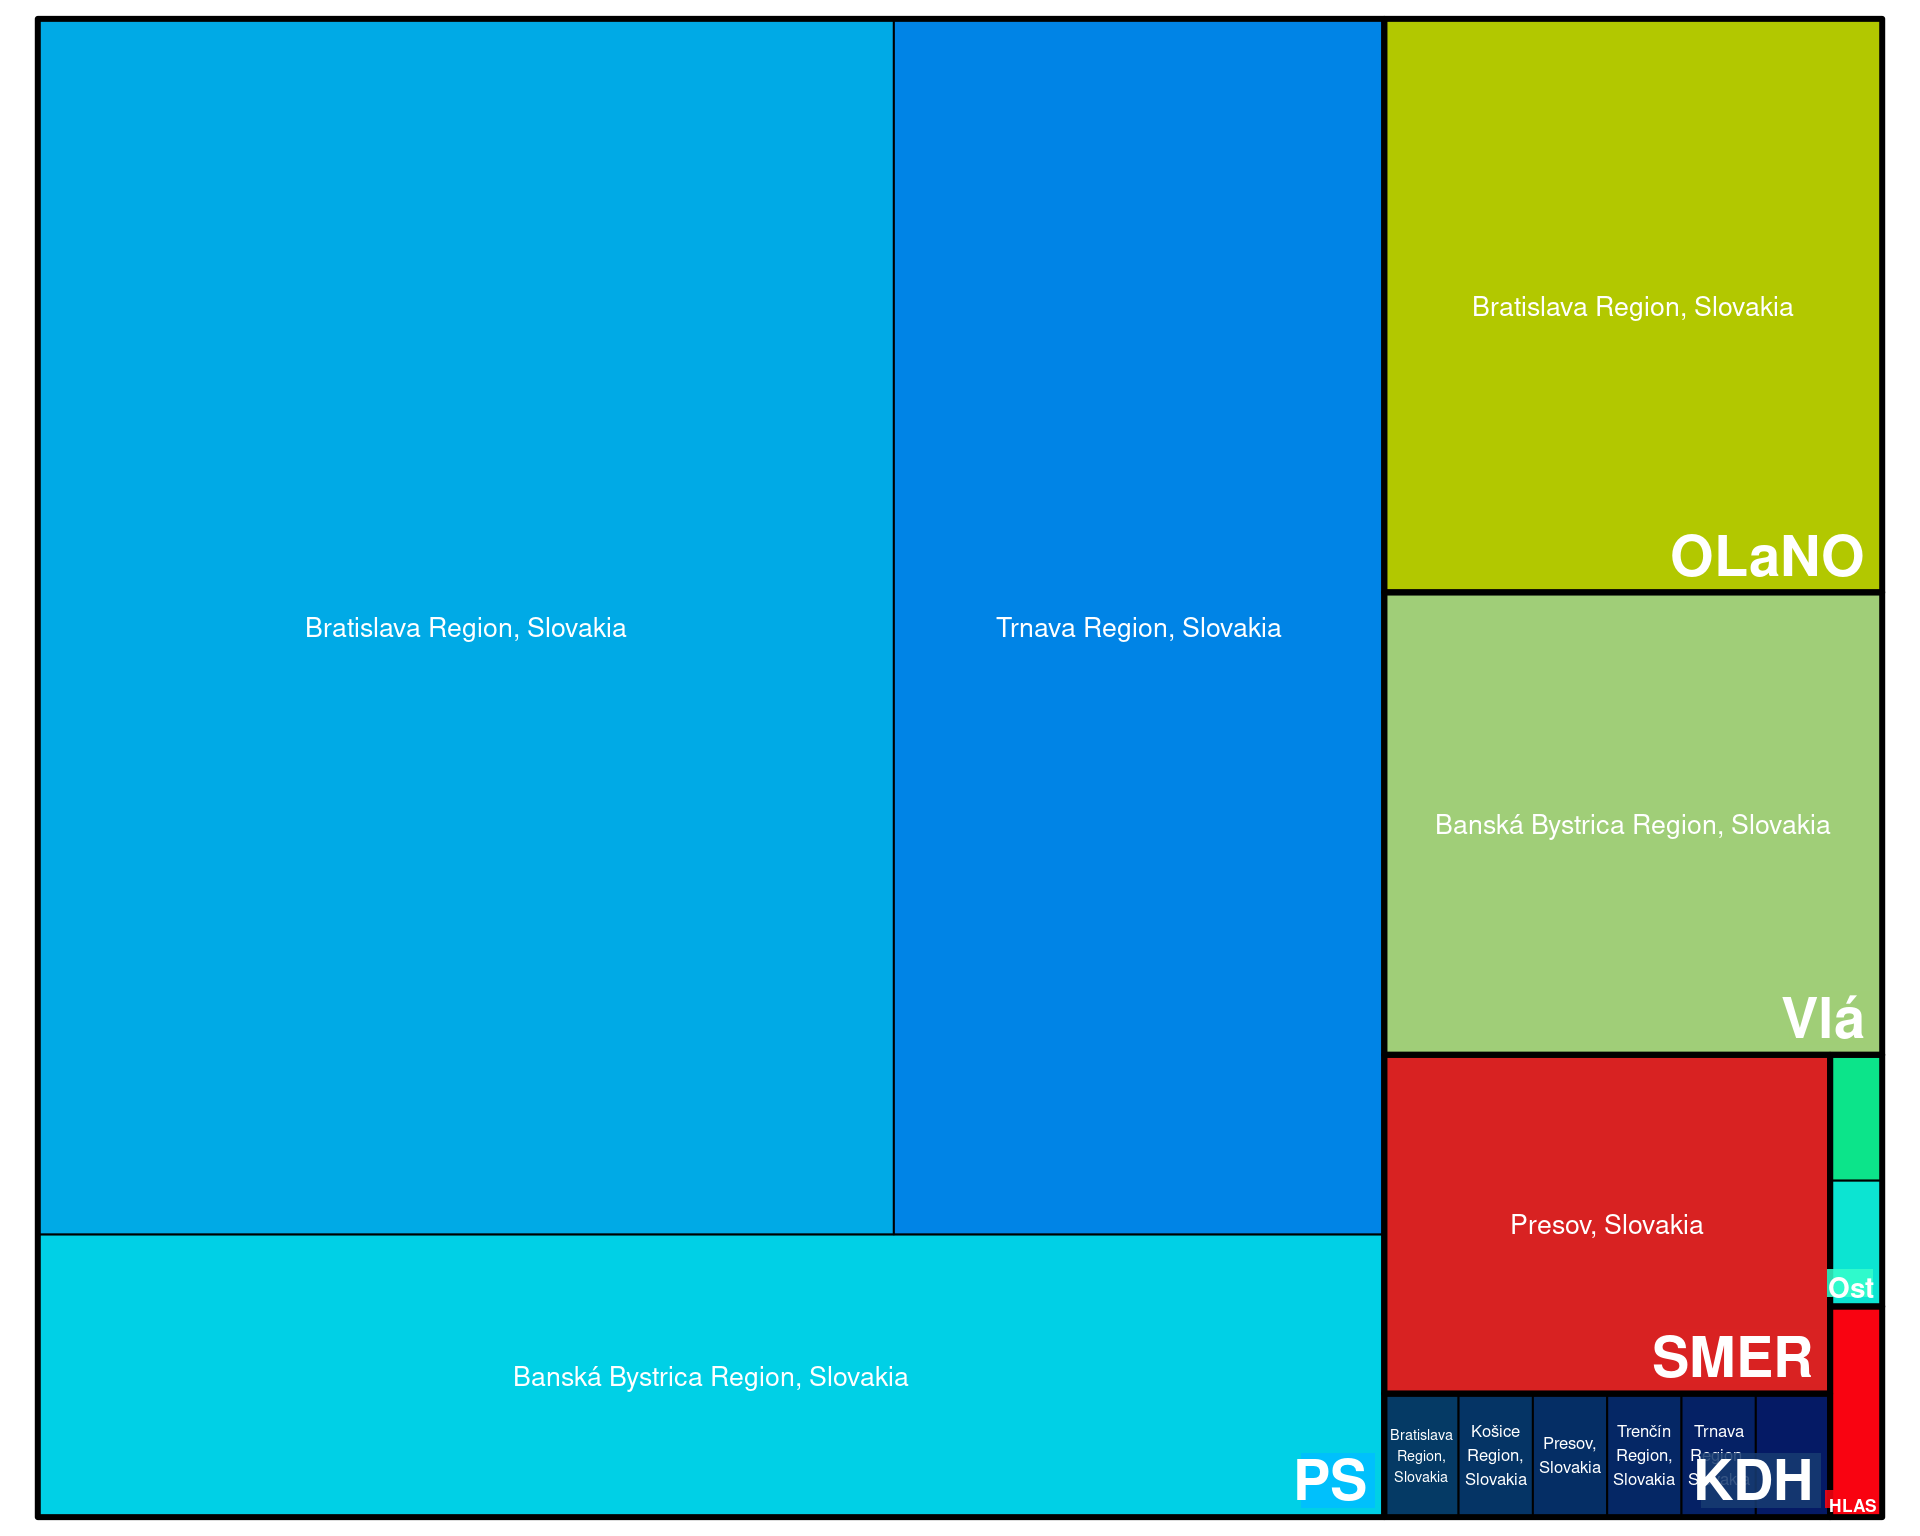 Bratislava Region, Slovakia
Trnava Region, Slovakia
Banská Bystrica Region, Slovakia
PS
Bratislava Region, Slovakia
OLaNO
Banská Bystrica Region, Slovakia
Vlá
Presov, Slovakia
SMER
Ost
Bratislava
Region,
Slovakia
Košice
Region,
Slovakia
Presov,
Slovakia
Trenčín
Region,
Slovakia
Trnava
Region,
KDH
HLAS